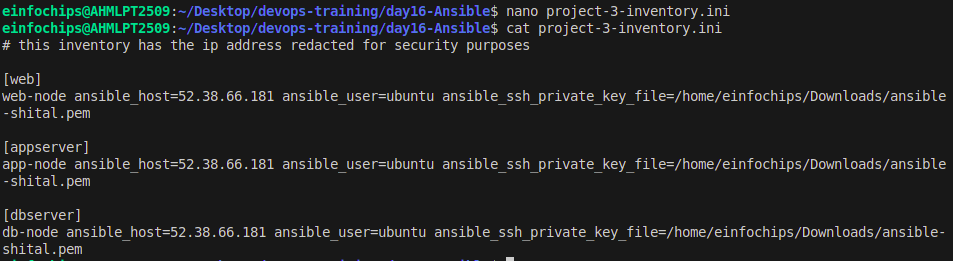 einfochips@AHMLPT2509:~/Desktop/devops-training/day16-Ansible$ nano project-3-inventory.ini
einfochips@AHMLPT2509:~/Desktop/devops-training/day16-Ansible$ cat project-3-inventory.ini
# this inventory has the ip address redacted for security purposes
[web]
web-node ansible_host=52.38.66.181 ansible_user=ubuntu ansible_ssh_private_key_file=/home/einfochips/Downloads/ansible
-shital.pem
[appserver]
app-node ansible_host=52.38.66.181 ansible_user=ubuntu ansible_ssh_private_key_file=/home/einfochips/Downloads/ansible
-shital.pem
[dbserver]
db-node ansible_host=52.38.66.181 ansible_user=ubuntu ansible_ssh_private_key_file=/home/einfochips/Downloads/ansible-
shital.pem